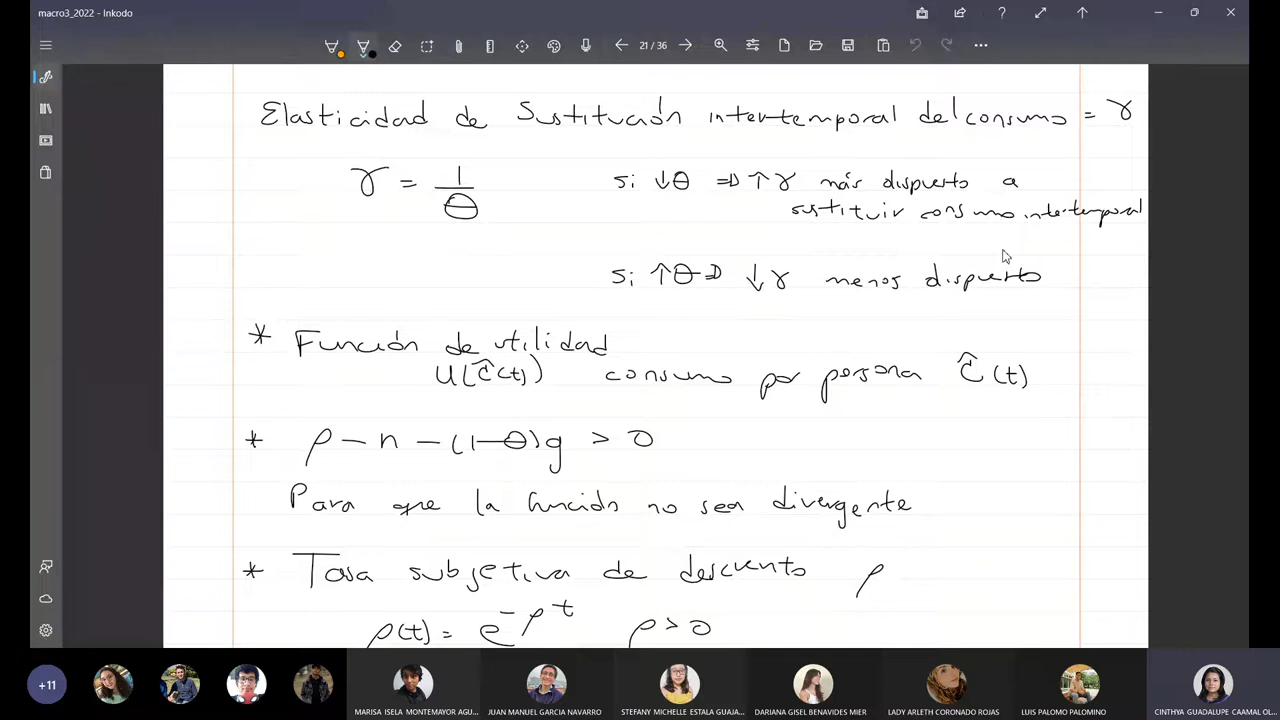 macro3_2022 - Inkodo
21 / 36
Elasticidad de Sustitución intertemporal del consumo = γ
γ = 1/θ
si ↓θ ⇒ ↑γ más dispuesto a
sustituir consumo intertemporal
si ↑θ ⇒ ↓γ menos dispuesto
* Función de utilidad
U(ĉ(t)) consumo por persona ĉ(t)
* ρ - n - (1-θ)g > 0
Para que la función no sea divergente
* Tasa subjetiva de descuento ρ
ρ(t) = e^-ρt ρ > 0
+11
MARISA ISELA MONTEMAYOR AGU...
JUAN MANUEL GARCIA NAVARRO
STEFANY MICHELLE ESTALA GUAJA...
DARIANA GISEL BENAVIDES MIER
LADY ARLETH CORONADO ROJAS
LUIS PALOMO PALOMINO
CINTHYA GUADALUPE CAAMAL OL...